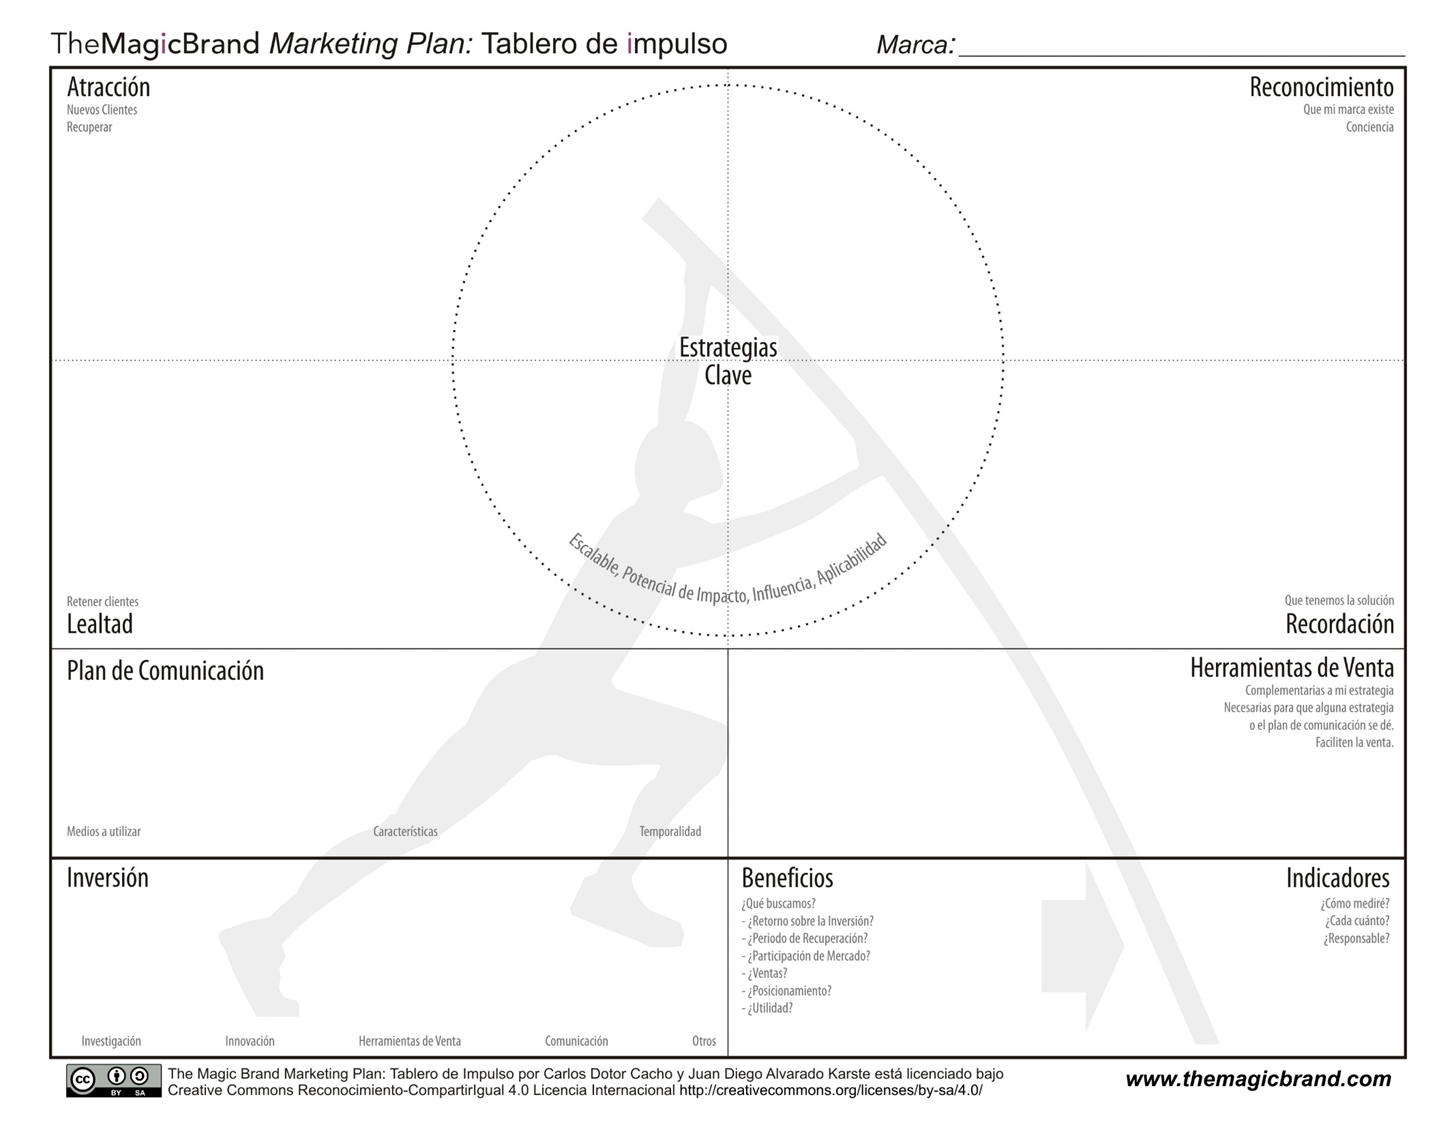 TheMagicBrand Marketing Plan: Tablero de impulso
Marca:
Atracción
Nuevos Clientes
Recuperar
Reconocimiento
Que mi marca existe
Conciencia
Estrategias
Clave
Escalable, Potencial de Impacto, Influencia, Aplicabilidad
Retener clientes
Lealtad
Que tenemos la solución
Recordación
Plan de Comunicación
Medios a utilizar
Características
Temporalidad
Herramientas de Venta
Complementarias a mi estrategia
Necesarias para que alguna estrategia
o el plan de comunicación se dé.
Faciliten la venta.
Inversión
Investigación
Innovación
Herramientas de Venta
Comunicación
Otros
Beneficios
¿Qué buscamos?
- ¿Retorno sobre la Inversión?
- ¿Periodo de Recuperación?
- ¿Participación de Mercado?
- ¿Ventas?
- ¿Posicionamiento?
- ¿Utilidad?
Indicadores
¿Cómo mediré?
¿Cada cuánto?
¿Responsable?
cc BY SA
The Magic Brand Marketing Plan: Tablero de Impulso por Carlos Dotor Cacho y Juan Diego Alvarado Karste está licenciado bajo
Creative Commons Reconocimiento-CompartirIgual 4.0 Licencia Internacional http://creativecommons.org/licenses/by-sa/4.0/
www.themagicbrand.com